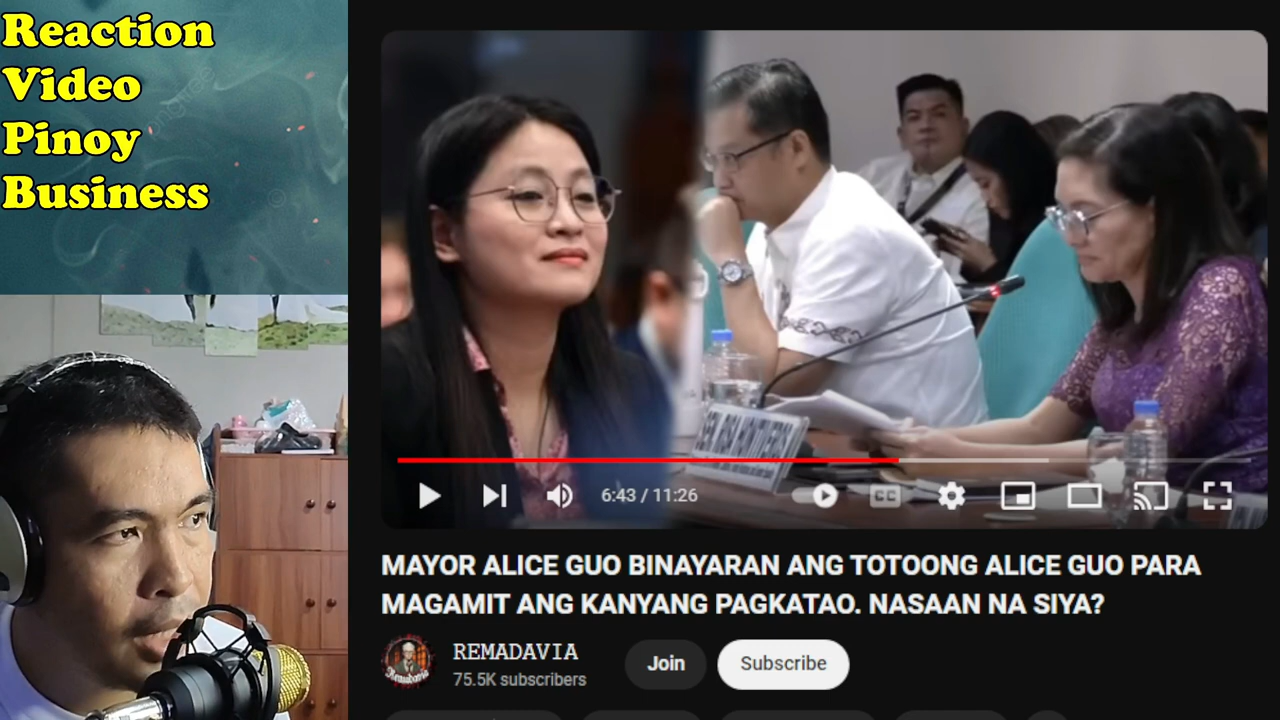 Reaction
Video
Pinoy
Business
6:43 / 11:26
CC
MAYOR ALICE GUO BINAYARAN ANG TOTOONG ALICE GUO PARA
MAGAMIT ANG KANYANG PAGKATAO. NASAAN NA SIYA?
REMADAVIA
75.5K subscribers
Join
Subscribe